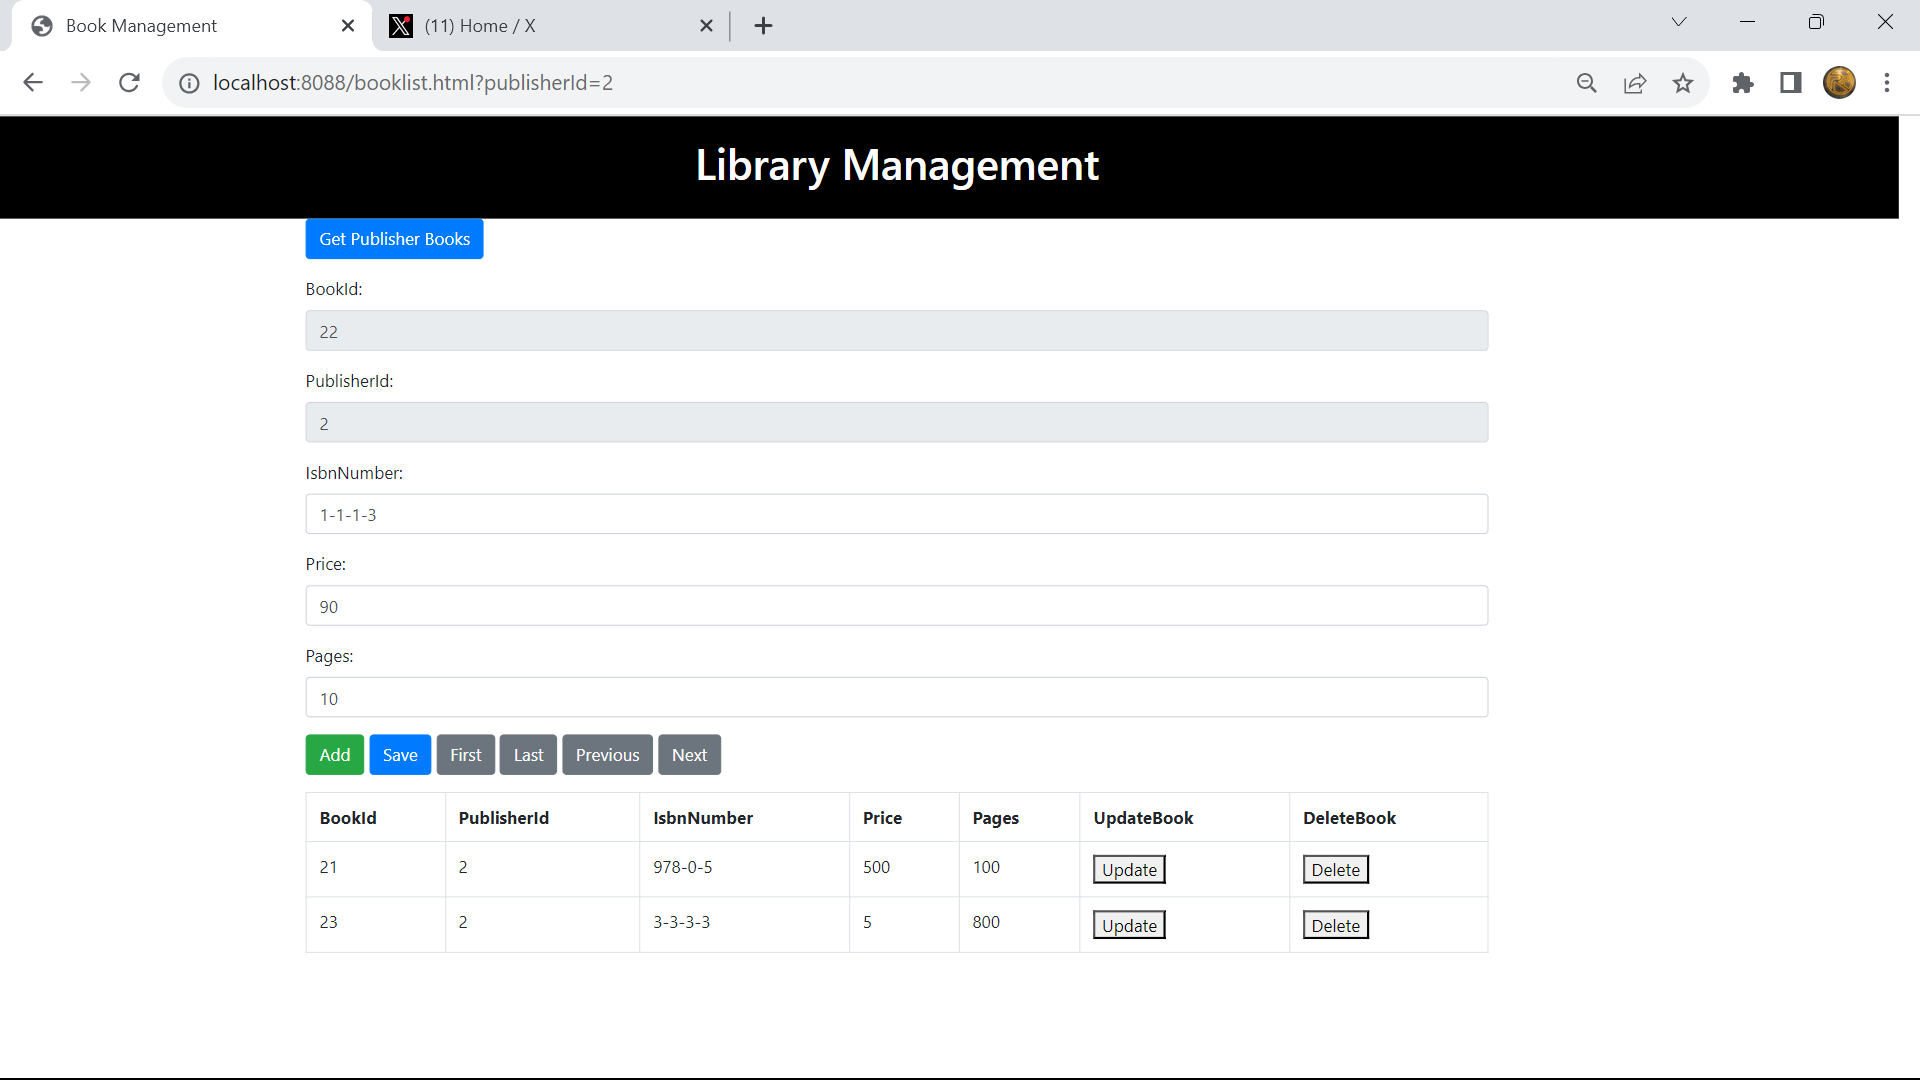 Book Management
(11) Home / X
localhost:8088/booklist.html?publisherId=2
Library Management
Get Publisher Books
BookId:
22
PublisherId:
2
IsbnNumber:
1-1-1-3
Price:
90
Pages:
10
Add Save First Last Previous Next
BookId PublisherId IsbnNumber Price Pages UpdateBook DeleteBook
21 2 978-0-5 500 100 Update Delete
23 2 3-3-3-3 5 800 Update Delete